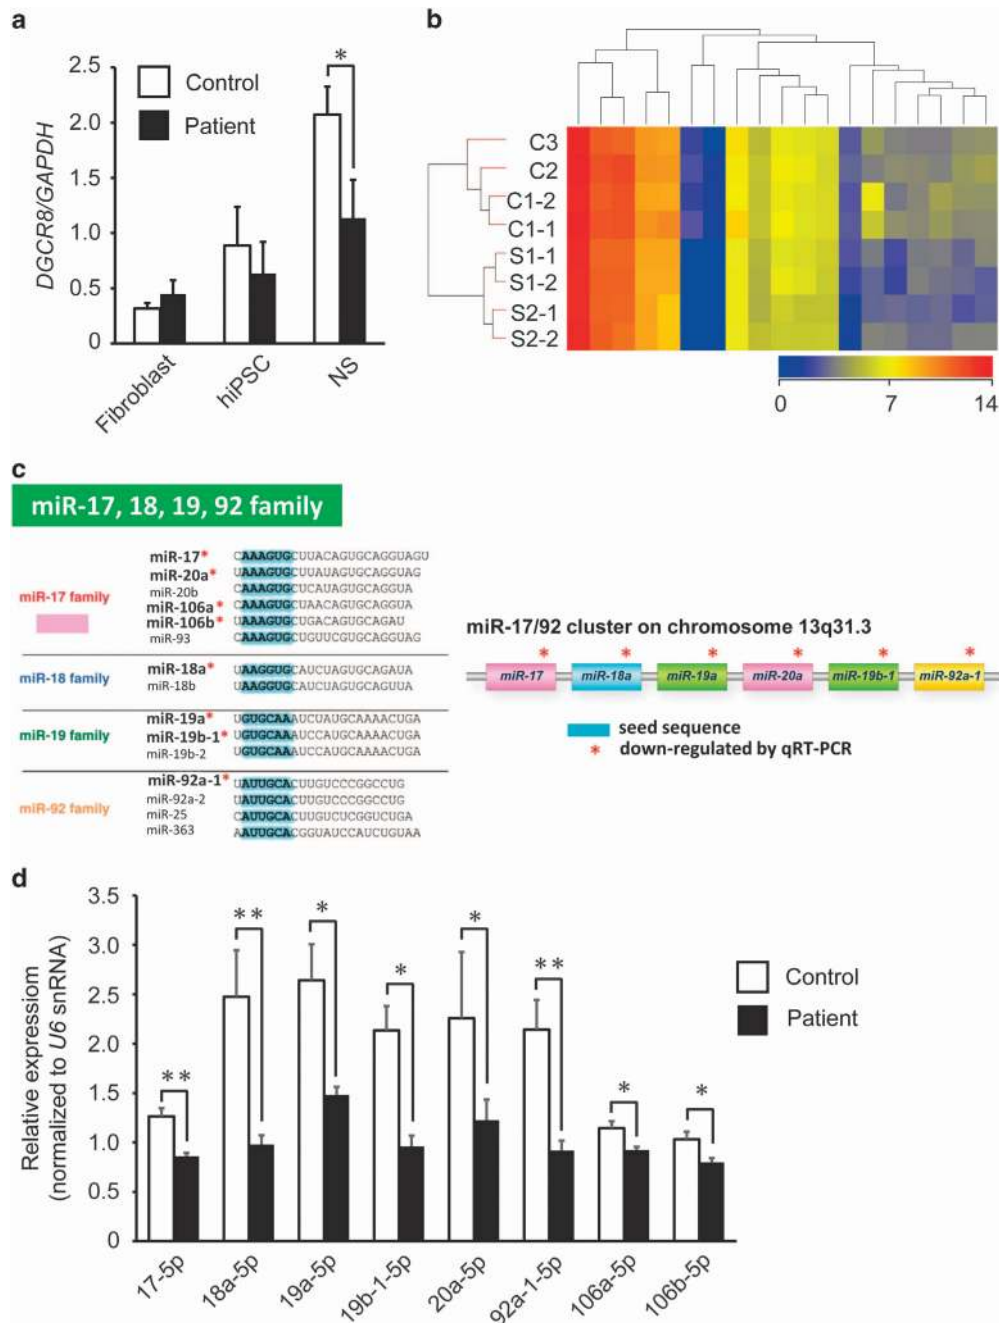 a
2.5
2.0
1.5
1.0
0.5
0
DGCR8/GAPDH
Control
Patient
*
Fibroblast
hiPSC
NS
b
C3
C2
C1-2
C1-1
S1-1
S1-2
S2-1
S2-2
0 7 14
c
miR-17, 18, 19, 92 family
miR-17 family
miR-17* CAAAGUGCUUACAGUGCAGGUAGU
miR-20a* UAAAGUGCUUAUAGUGCAGGUAG
miR-20b CAAAGUGCUCAUAGUGCAGGUA
miR-106a* CAAAGUGCUAACAGUGCAGGUA
miR-106b* UAAAGUGCUGACAGUGCAGAU
miR-93 CAAAGUGCUGUUCGUGCAGGUAG
miR-18 family
miR-18a* UAAGGUGCAUCUAGUGCAGAUA
miR-18b UAAGGUGCAUCUAGUGCAGUUA
miR-19 family
miR-19a* UGUGCAAAUCUAUGCAAAACUGA
miR-19b-1* UGUGCAAAUCCAUGCAAAACUGA
miR-19b-2 UGUGCAAAUCCAUGCAAAACUGA
miR-92 family
miR-92a-1* UAUUGCACUUGUCCCGGCCUG
miR-92a-2 UAUUGCACUUGUCCCGGCCUG
miR-25 CAUUGCACUUGUCUCGGUCUGA
miR-363 AAUUGCACGGUAUCCAUCUGUAA
miR-17/92 cluster on chromosome 13q31.3
* * * * * *
miR-17 miR-18a miR-19a miR-20a miR-19b-1 miR-92a-1
seed sequence
* down-regulated by qRT-PCR
d
3.5
3.0
2.5
2.0
1.5
1.0
0.5
0
Relative expressiom
(normalized to U6 snRNA)
** ** * * * ** * *
Control
Patient
17-5p
18a-5p
19a-5p
19b-1-5p
20a-5p
92a-1-5p
106a-5p
106b-5p